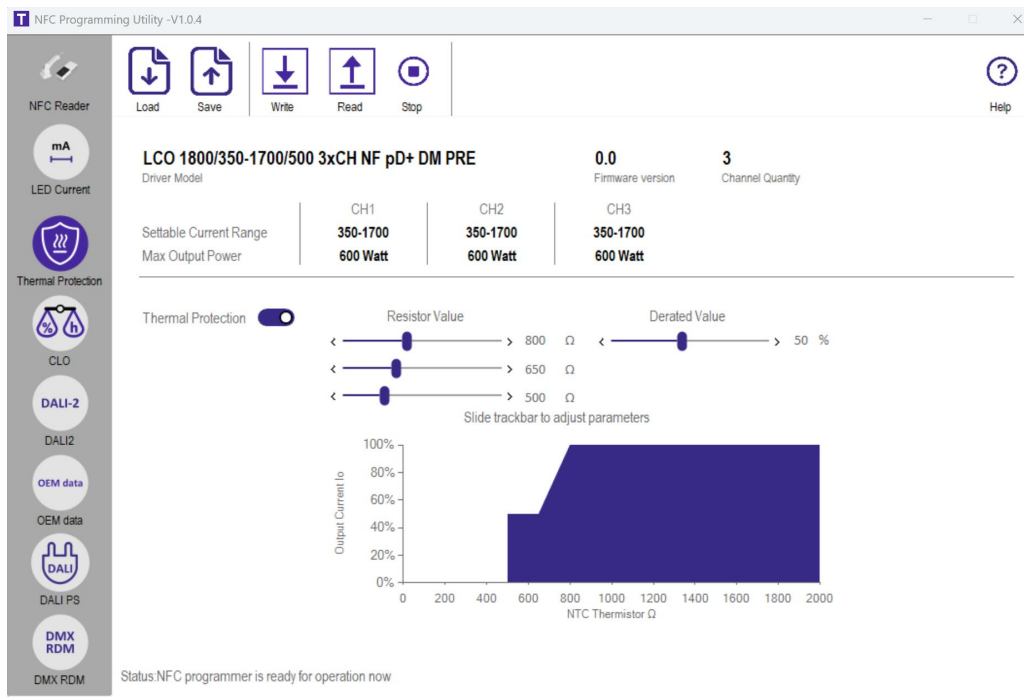 T NFC Programming Utility -V1.0.4
NFC Reader
Load
Save
Write
Read
Stop
?
Help
mA
LED Current
Thermal Protection
% h
CLO
DALI-2
DALI2
OEM data
OEM data
DALI
DALI PS
DMX
RDM
DMX RDM
LCO 1800/350-1700/500 3xCH NF pD+ DM PRE
Driver Model
0.0
Firmware version
3
Channel Quantity
CH1 CH2 CH3
Settable Current Range 350-1700 350-1700 350-1700
Max Output Power 600 Watt 600 Watt 600 Watt
Thermal Protection
Resistor Value
Derated Value
< > 800 Ω < > 50 %
< > 650 Ω
< > 500 Ω
Slide trackbar to adjust parameters
100%
80%
60%
40%
20%
0%
Output Current Io
0 200 400 600 800 1000 1200 1400 1600 1800 2000
NTC Thermistor Ω
Status:NFC programmer is ready for operation now